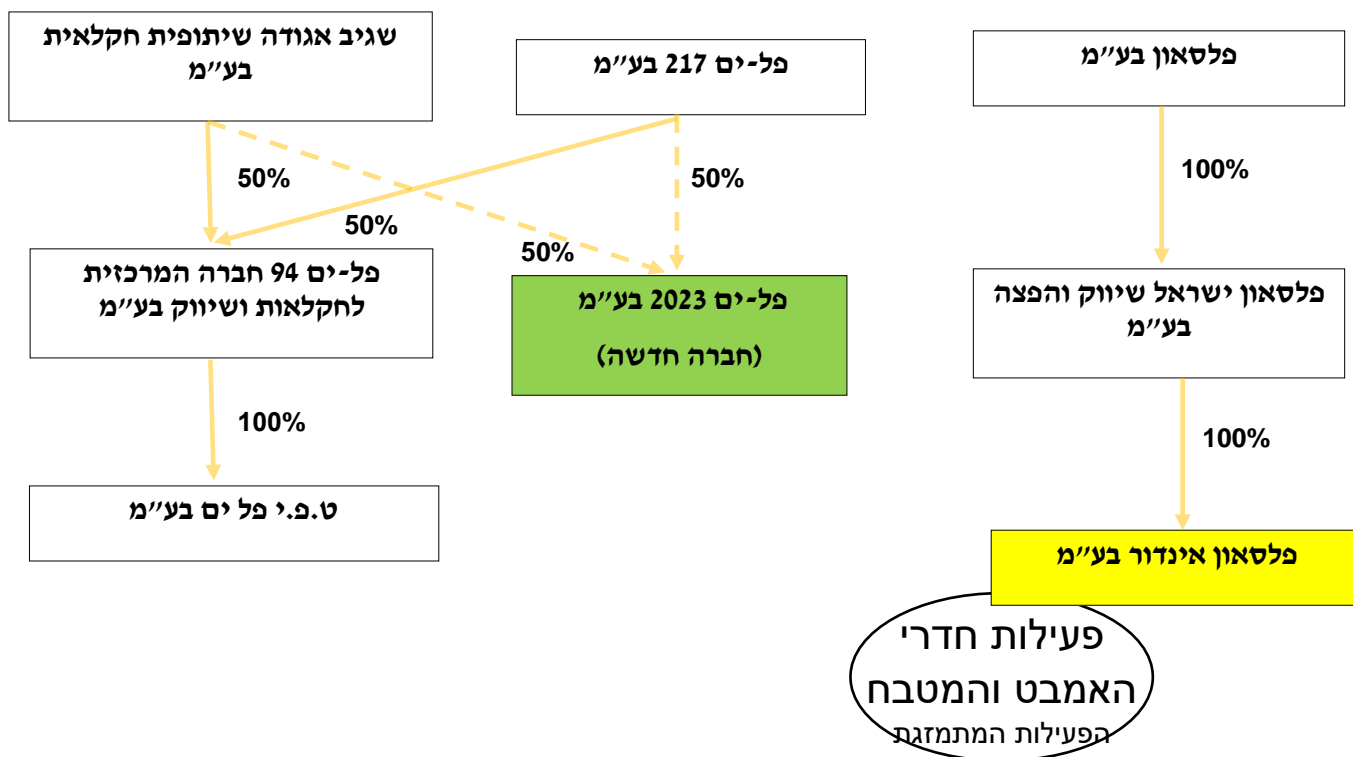 שגיב אגודה שיתופית חקלאית
בע״מ
פל-ים 217 בע״מ
פלסאון בע״מ
50%
50%
50%
50%
100%
פל-ים 94 חברה המרכזית
לחקלאות ושיווק בע״מ
פל-ים 2023 בע״מ
(חברה חדשה)
פלסאון ישראל שיווק והפצה
בע״מ
100%
100%
ט.פ.י פל ים בע״מ
פלסאון אינדור בע״מ
פעילות חדרי
האמבט והמטבח
הפעילות המתמזגת